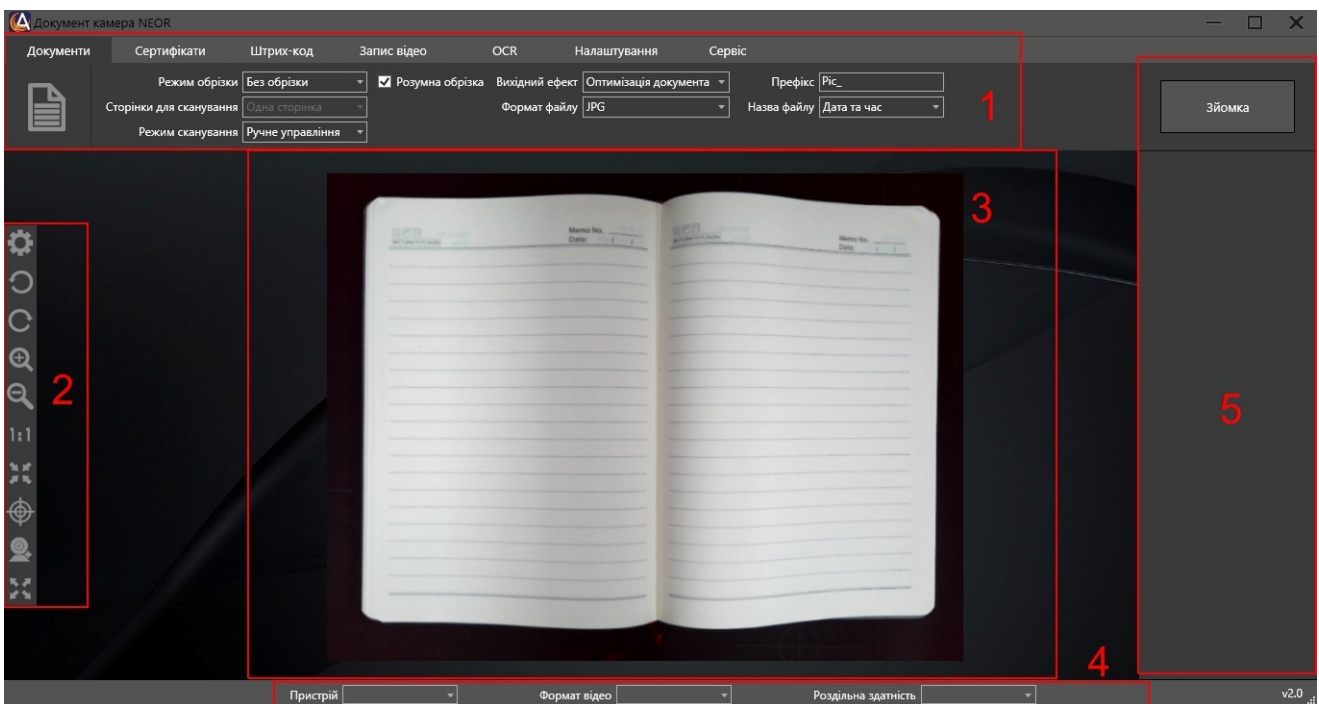 Документ камера NEOR
Документи Сертифікати Штрих-код Запис відео OCR Налаштування Сервіс
Режим обрізки Без обрізки Розумна обрізка Вихідний ефект Оптимізація документа Префікс Pic_
Сторінки для сканування Одна сторінка Формат файлу JPG Назва файлу Дата та час
Режим сканування Ручне управління
1
Зйомка
3
Memo No.
Date: / /
Memo No.
Date: / /
2
1:1
5
4
Пристрій Формат відео Роздільна здатність v2.0